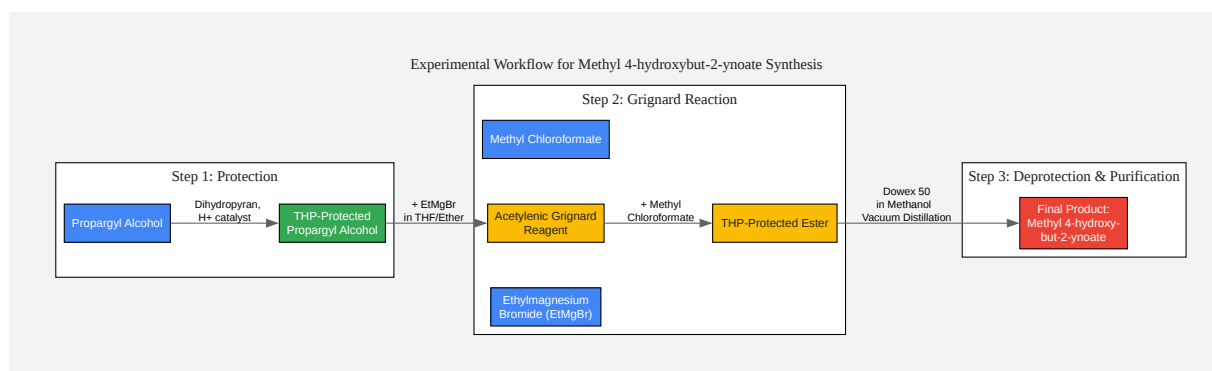 Experimental Workflow for Methyl 4-hydroxybut-2-ynoate Synthesis
Step 1: Protection
Propargyl Alcohol
Dihydropyran,
H+ catalyst
THP-Protected
Propargyl Alcohol
+ EtMgBr
in THF/Ether
Step 2: Grignard Reaction
Methyl Chloroformate
Acetylenic Grignard
Reagent
+ Methyl
Chloroformate
THP-Protected Ester
Ethylmagnesium
Bromide (EtMgBr)
Dowex 50
in Methanol
Vacuum Distillation
Step 3: Deprotection & Purification
Final Product:
Methyl 4-hydroxy-
but-2-ynoate